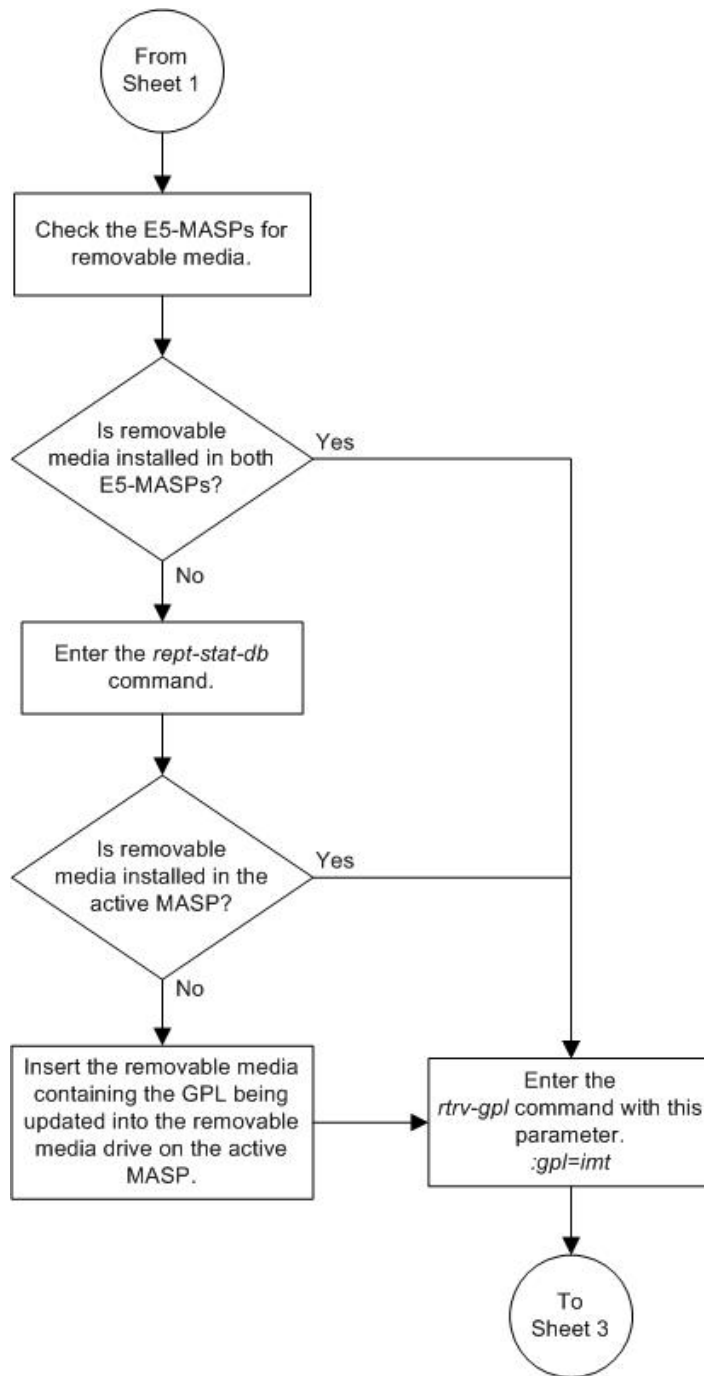 From
Sheet 1
Check the E5-MASPs for
removable media.
Is removable
media installed in both
E5-MASPs?
Yes
No
Enter the rept-stat-db
command.
Is removable
media installed in the
active MASP?
Yes
No
Insert the removable media
containing the GPL being
updated into the removable
media drive on the active
MASP.
Enter the
rtrv-gpl command with this
parameter.
:gpl=imt
To
Sheet 3